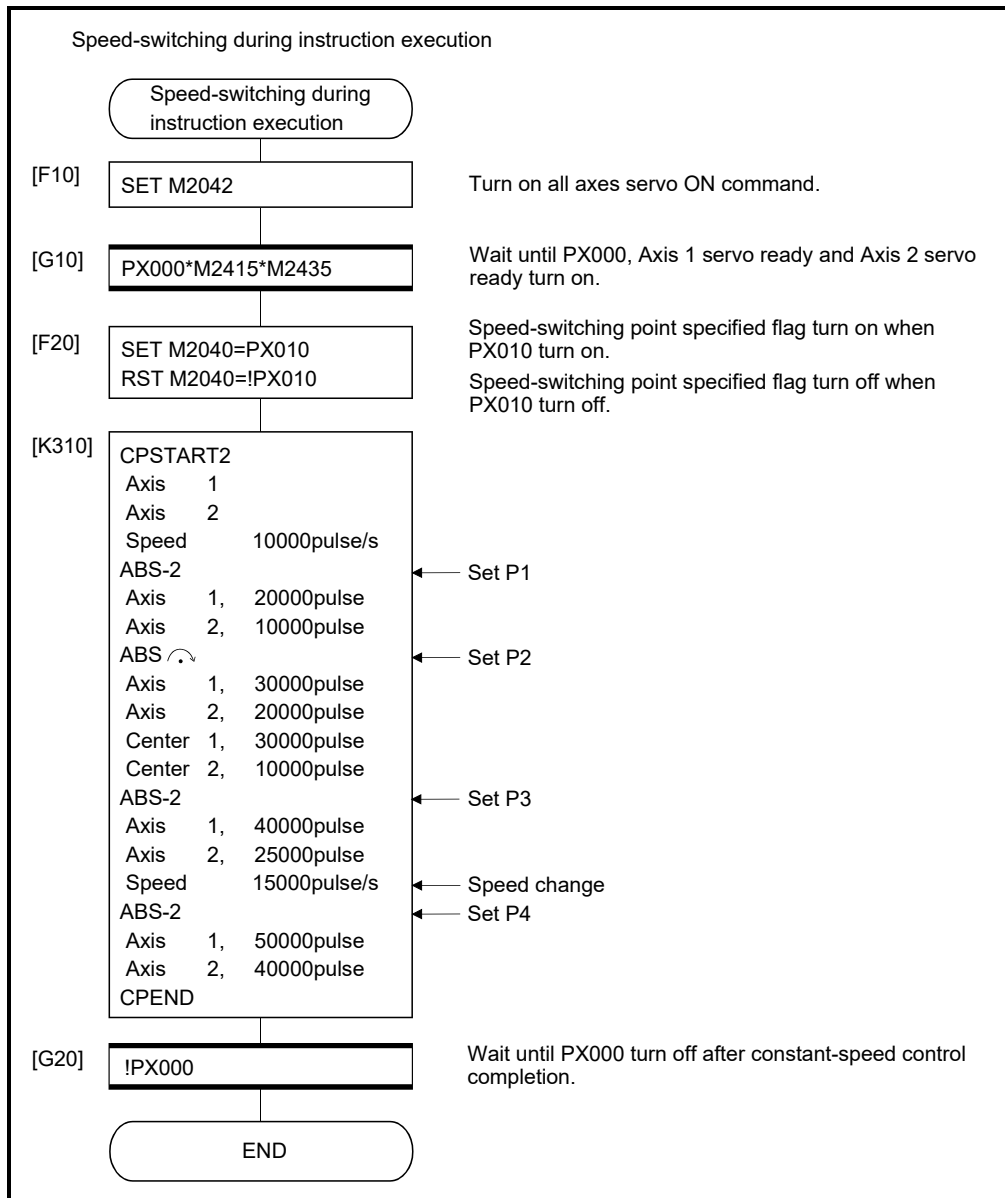 Speed-switching during instruction execution
Speed-switching during
instruction execution
[F10]
SET M2042
Turn on all axes servo ON command.
[G10]
PX000*M2415*M2435
Wait until PX000, Axis 1 servo ready and Axis 2 servo
ready turn on.
[F20]
SET M2040=PX010
RST M2040=!PX010
Speed-switching point specified flag turn on when
PX010 turn on.
Speed-switching point specified flag turn off when
PX010 turn off.
[K310]
CPSTART2
Axis 1
Axis 2
Speed 10000pulse/s
ABS-2 Set P1
Axis 1, 20000pulse
Axis 2, 10000pulse
ABS Set P2
Axis 1, 30000pulse
Axis 2, 20000pulse
Center 1, 30000pulse
Center 2, 10000pulse
ABS-2 Set P3
Axis 1, 40000pulse
Axis 2, 25000pulse
Speed 15000pulse/s Speed change
ABS-2 Set P4
Axis 1, 50000pulse
Axis 2, 40000pulse
CPEND
[G20]
!PX000
Wait until PX000 turn off after constant-speed control
completion.
END